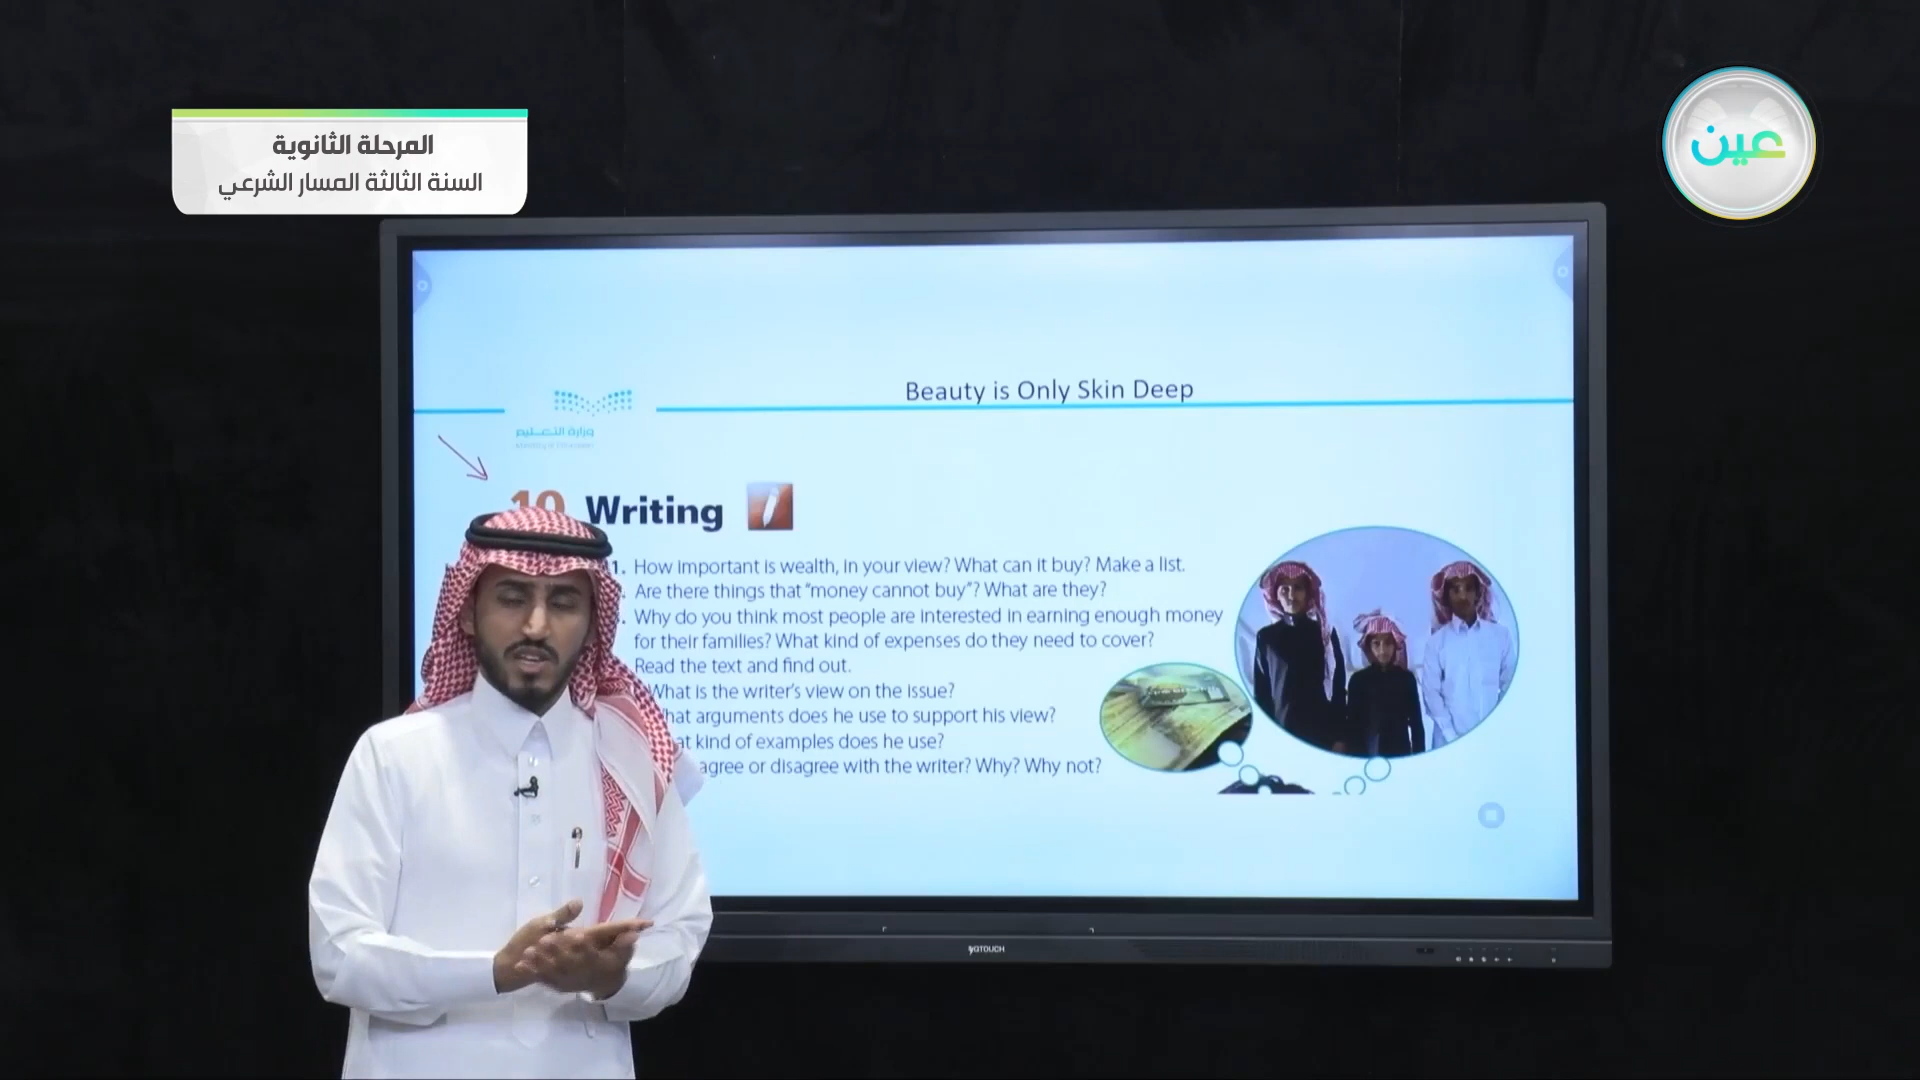 المرحلة الثانوية
السنة الثالثة المسار الشرعي
عين
Beauty is Only Skin Deep
وزارة التعليم
10 Writing
1. How important is wealth, in your view? What can it buy? Make a list.
Are there things that "money cannot buy"? What are they?
Why do you think most people are interested in earning enough money
for their families? What kind of expenses do they need to cover?
Read the text and find out.
What is the writer's view on the issue?
hat arguments does he use to support his view?
at kind of examples does he use?
agree or disagree with the writer? Why? Why not?